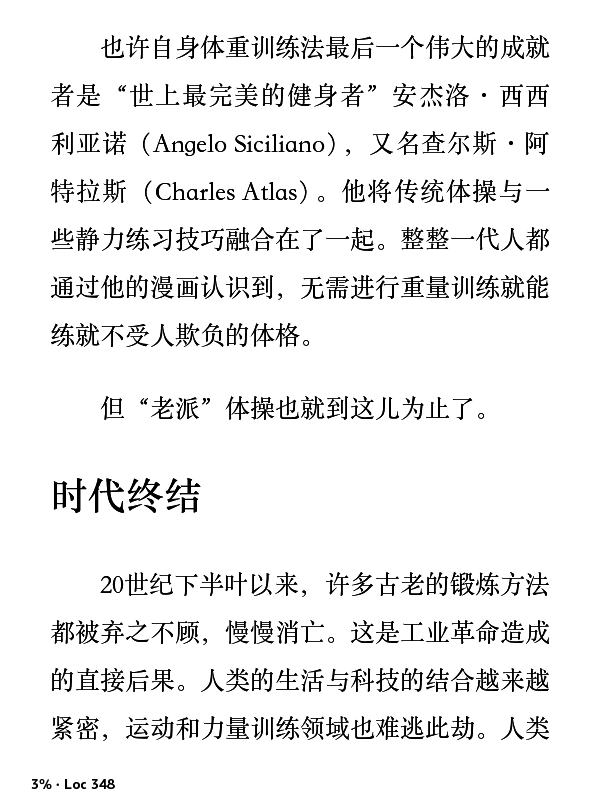 也许自身体重训练法最后一个伟大的成就
者是“世上最完美的健身者”安杰洛·西西
利亚诺（Angelo Siciliano），又名查尔斯·阿
特拉斯（Charles Atlas）。他将传统体操与一
些静力练习技巧融合在了一起。整整一代人都
通过他的漫画认识到，无需进行重量训练就能
练就不受人欺负的体格。
但“老派”体操也就到这儿为止了。
时代终结
20世纪下半叶以来，许多古老的锻炼方法
都被弃之不顾，慢慢消亡。这是工业革命造成
的直接后果。人类的生活与科技的结合越来越
紧密，运动和力量训练领域也难逃此劫。人类
3% · Loc 348